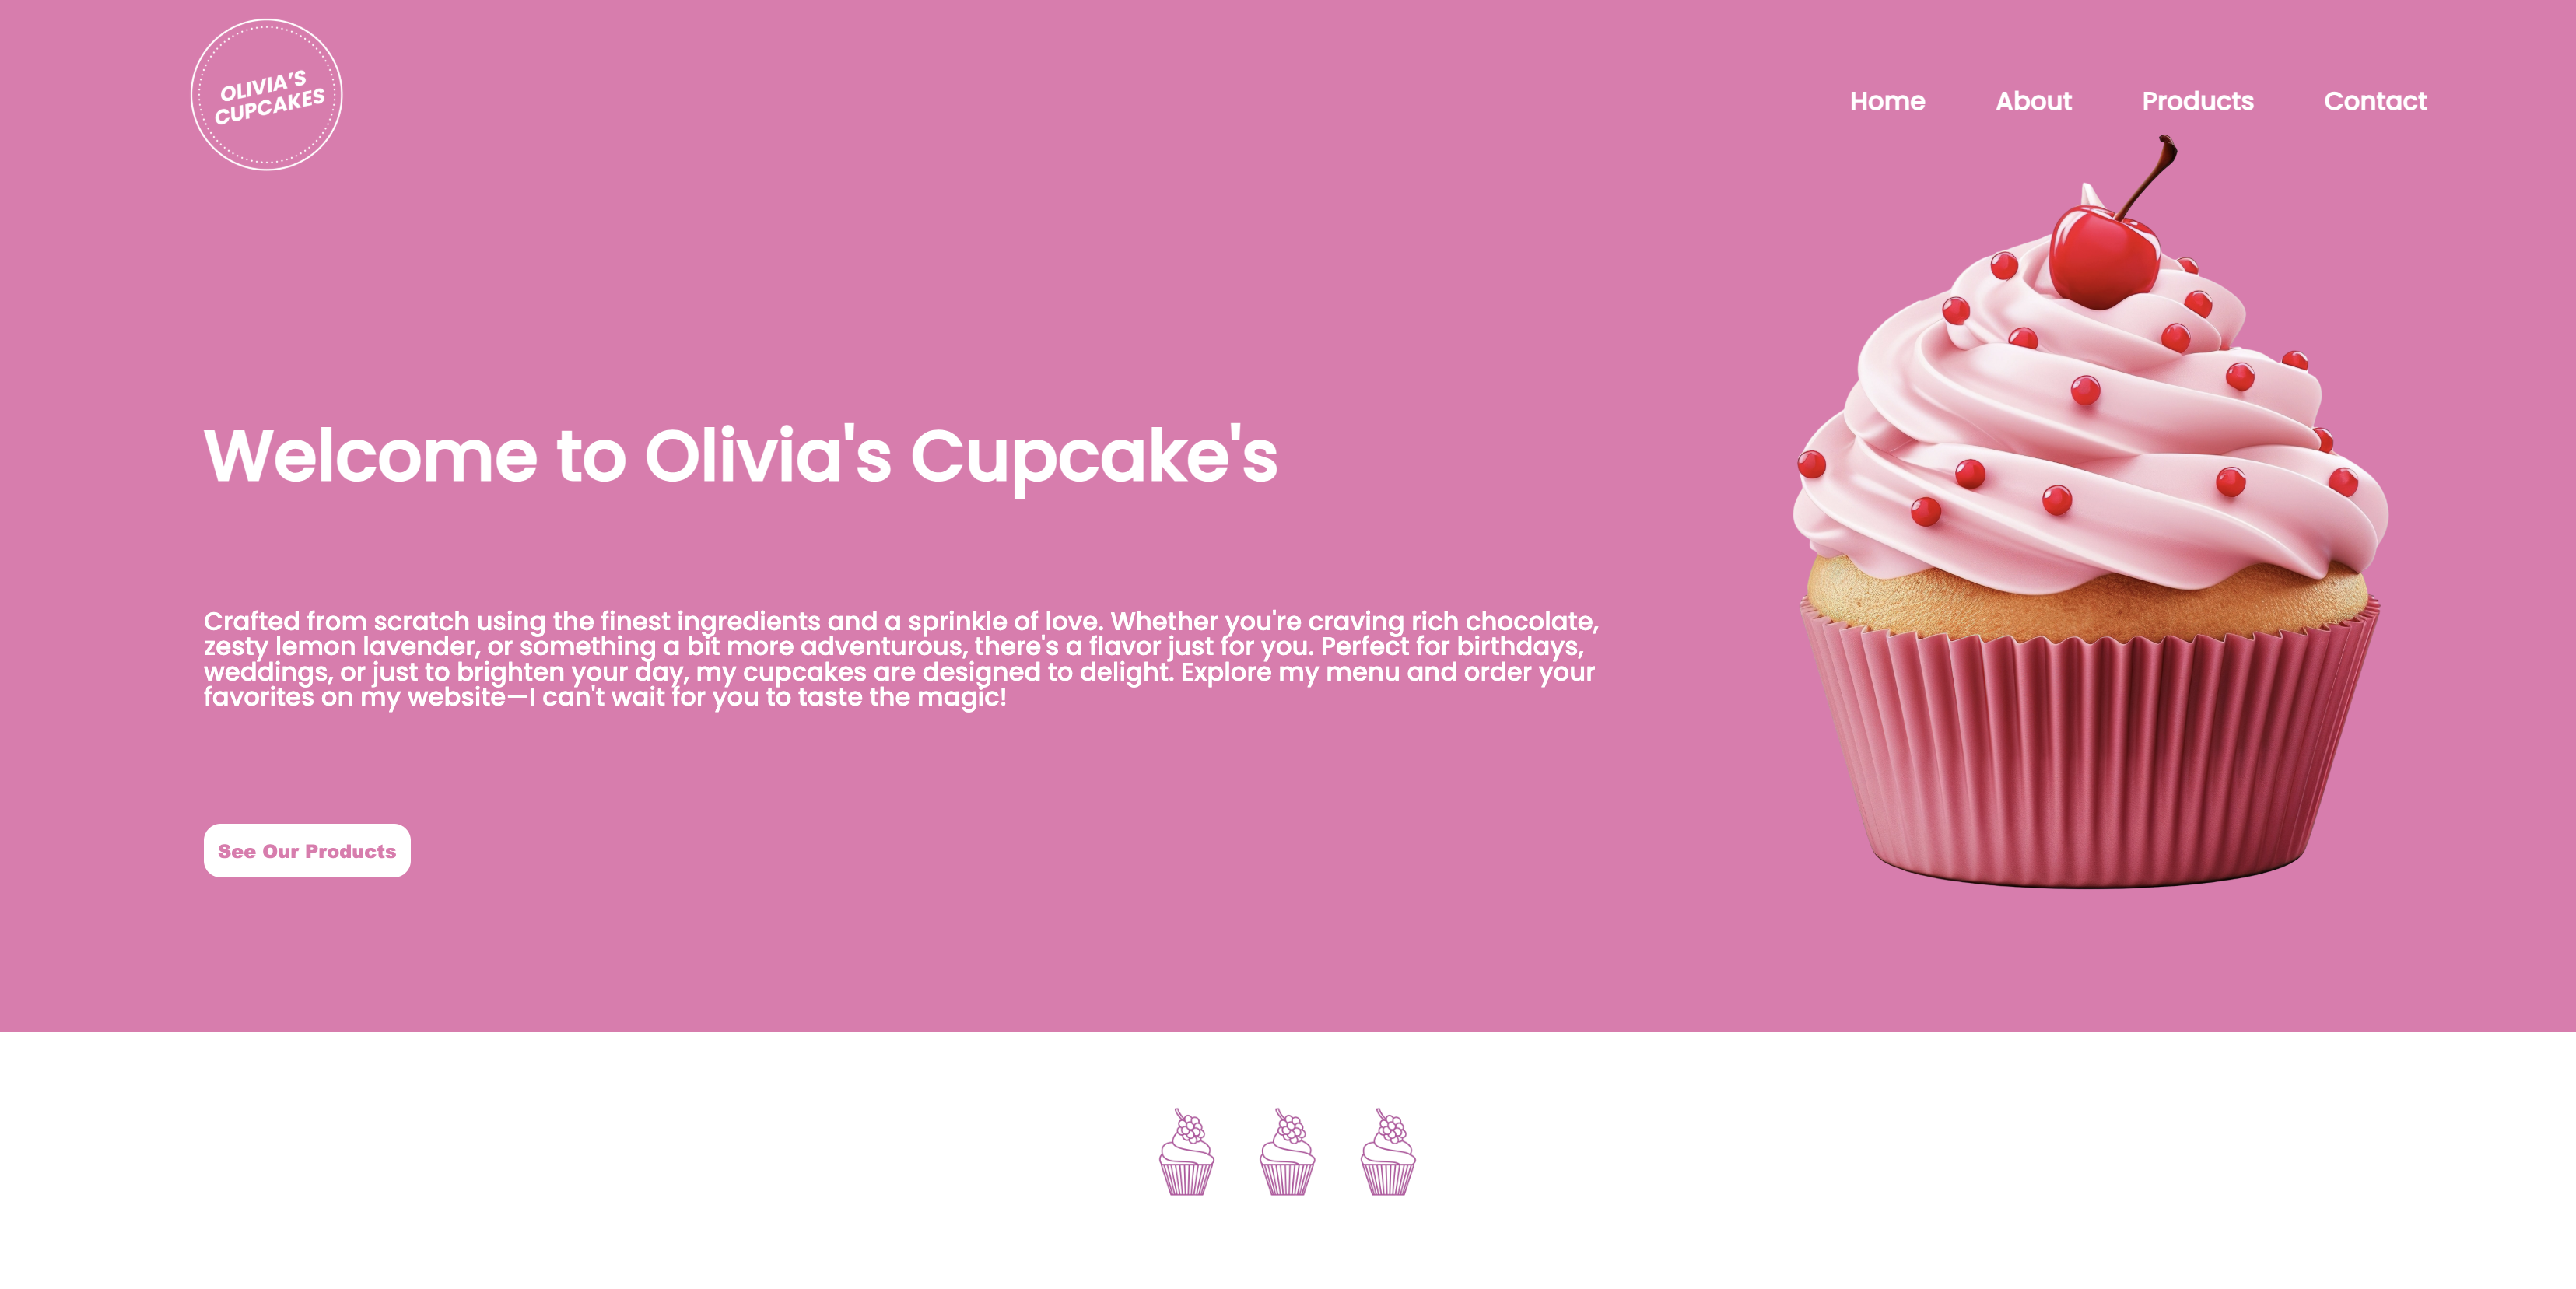 OLIVIA’S
CUPCAKES
Home About Products Contact
Welcome to Olivia's Cupcake's
Crafted from scratch using the finest ingredients and a sprinkle of love. Whether you're craving rich chocolate,
zesty lemon lavender, or something a bit more adventurous, there's a flavor just for you. Perfect for birthdays,
weddings, or just to brighten your day, my cupcakes are designed to delight. Explore my menu and order your
favorites on my website—I can't wait for you to taste the magic!
See Our Products